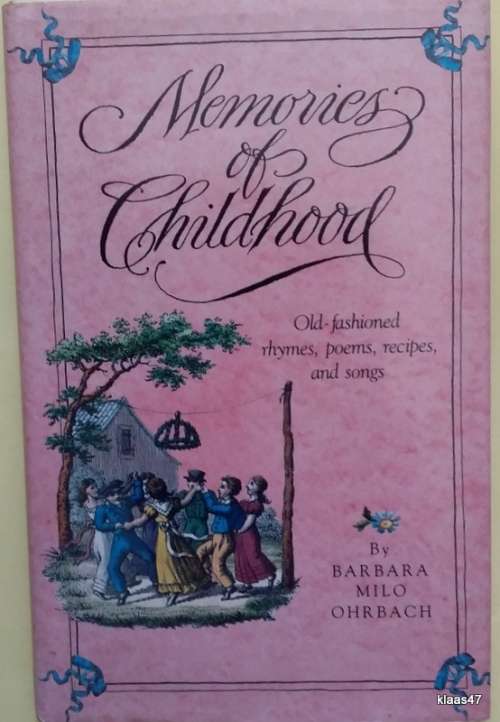 Memories
of
Childhood
Old-fashioned
rhymes, poems, recipes,
and songs
By
BARBARA
MILO
OHRBACH
klaas47